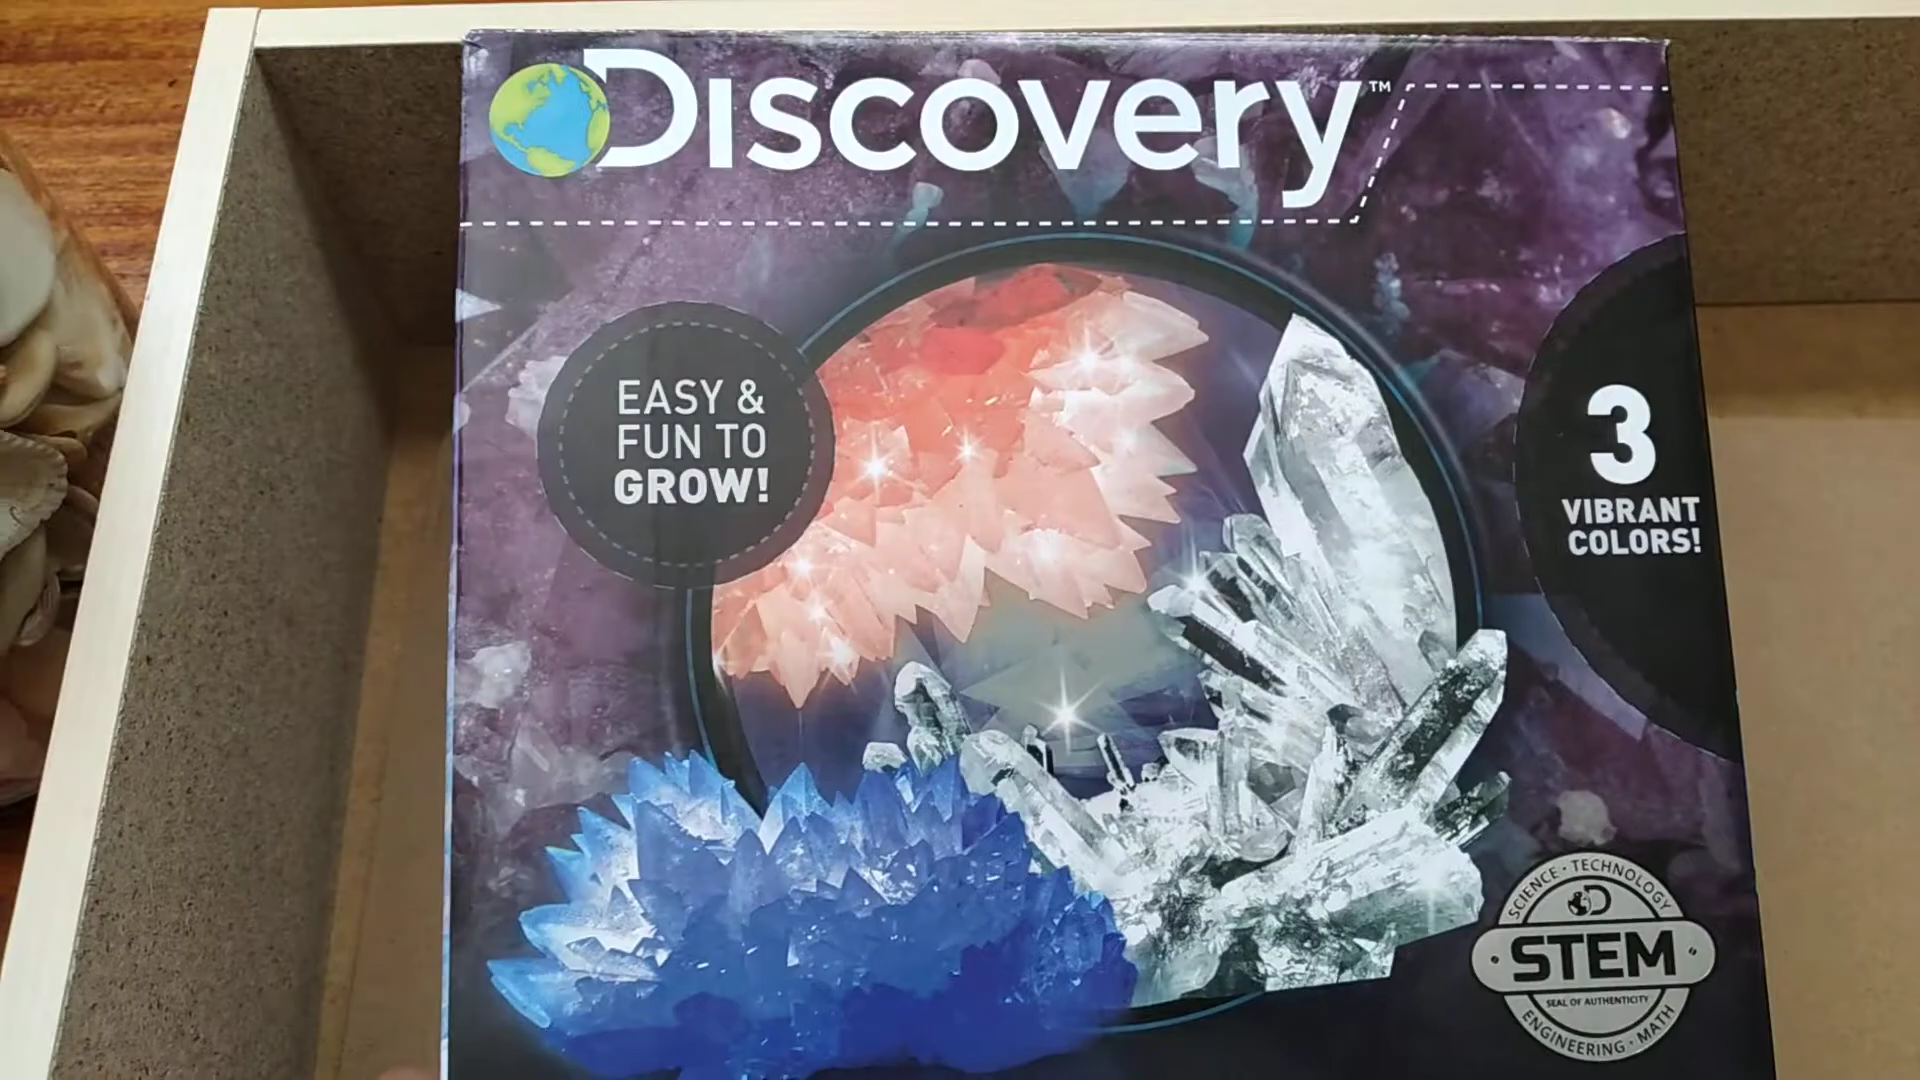 DISCOVERY™
EASY &
FUN TO
GROW!
3
VIBRANT
COLORS!
SCIENCE • TECHNOLOGY
D
• STEM •
SEAL OF AUTHENTICITY
ENGINEERING • MATH